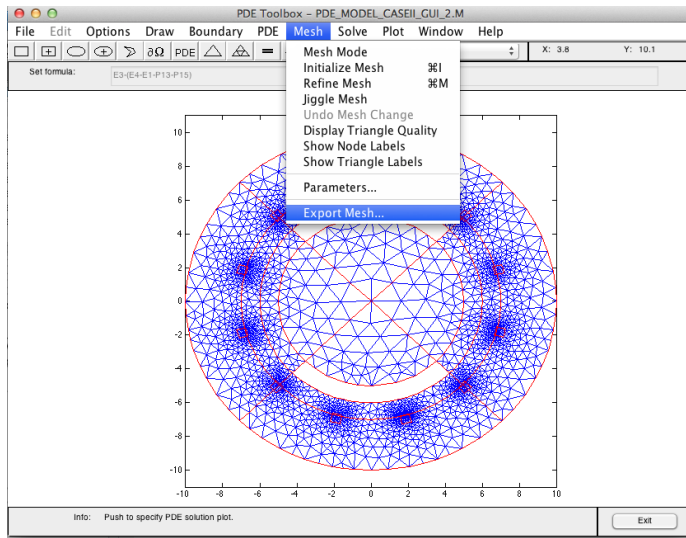 PDE Toolbox - PDE_MODEL_CASEII_GUI_2.M
File Edit Options Draw Boundary PDE Mesh Solve Plot Window Help
∂Ω PDE = X: 3.8 Y: 10.1
Set formula: E3-(E4-E1-P13-P15)
Mesh Mode
Initialize Mesh ⌘I
Refine Mesh ⌘M
Jiggle Mesh
Undo Mesh Change
Display Triangle Quality
Show Node Labels
Show Triangle Labels
Parameters...
Export Mesh...
10
8
6
4
2
0
-2
-4
-6
-8
-10
-10 -8 -6 -4 -2 0 2 4 6 8 10
Info: Push to specify PDE solution plot.
Exit